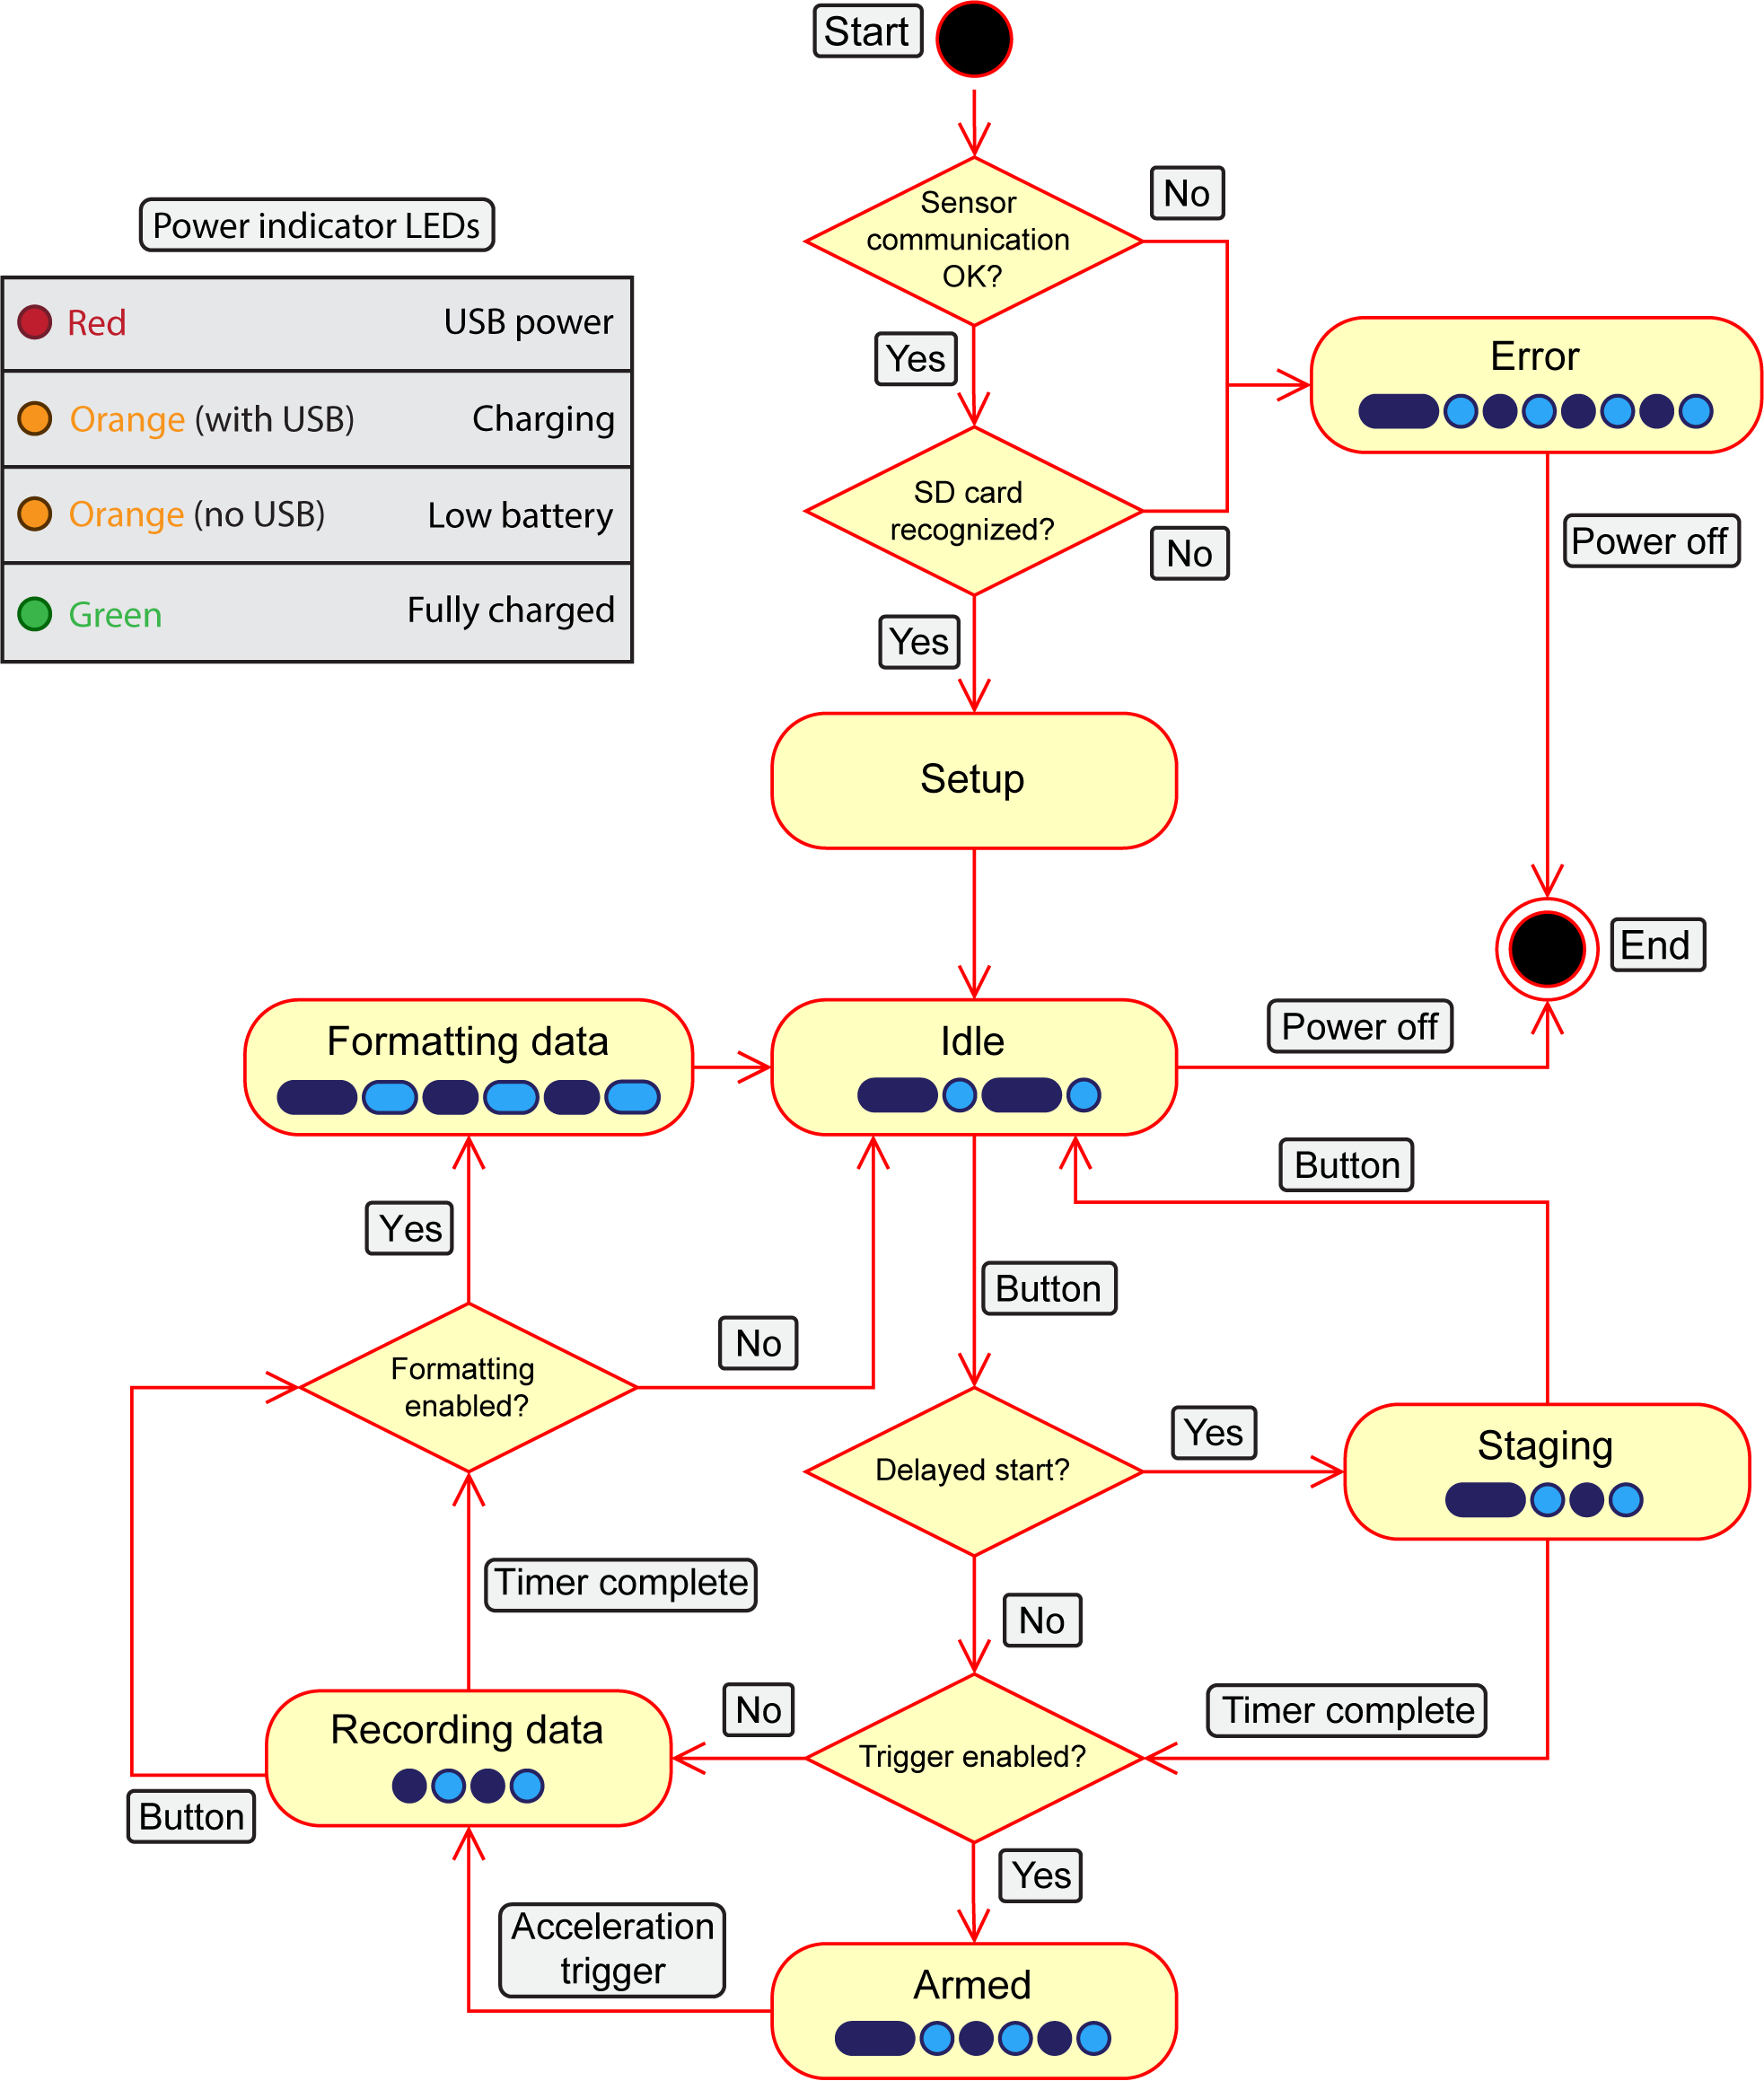 Start
Sensor
communication
OK?
No
Power indicator LEDs
Red USB power
Orange (with USB) Charging
Orange (no USB) Low battery
Green Fully charged
Yes
Error
SD card
recognized?
No
Power off
Yes
Setup
End
Formatting data
Idle
Power off
Button
Yes
Button
No
Formatting
enabled?
Delayed start?
Yes
Staging
Timer complete
No
Recording data
No
Trigger enabled?
Timer complete
Button
Yes
Acceleration
trigger
Armed